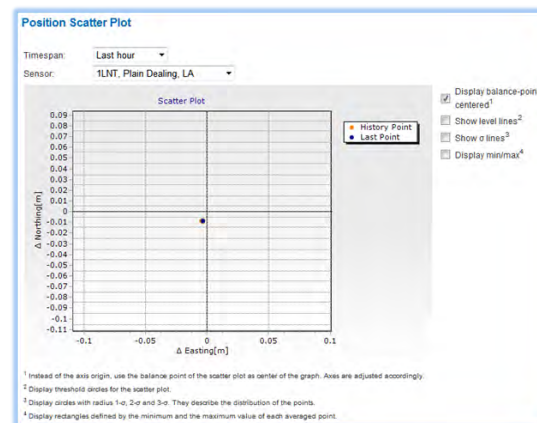 Position Scatter Plot
Timespan: Last hour
Sensor: 1LNT, Plain Dealing, LA
Scatter Plot
0.09
0.08
0.07
0.06
0.05
0.04
0.03
0.02
0.01
0
-0.01
-0.02
-0.03
-0.04
-0.05
-0.06
-0.07
-0.08
-0.09
-0.1
-0.11
Δ Northing[m]
-0.1 -0.05 0 0.05 0.1
Δ Easting[m]
History Point
Last Point
Display balance-poin
centered¹
Show level lines²
Show σ lines³
Display min/max⁴
¹ Instead of the axis origin, use the balance point of the scatter plot as center of the graph. Axes are adjusted accordingly.
² Display threshold circles for the scatter plot.
³ Display circles with radius 1-σ, 2-σ and 3-σ. They describe the distribution of the points.
⁴ Display rectangles defined by the minimum and the maximum value of each averaged point.